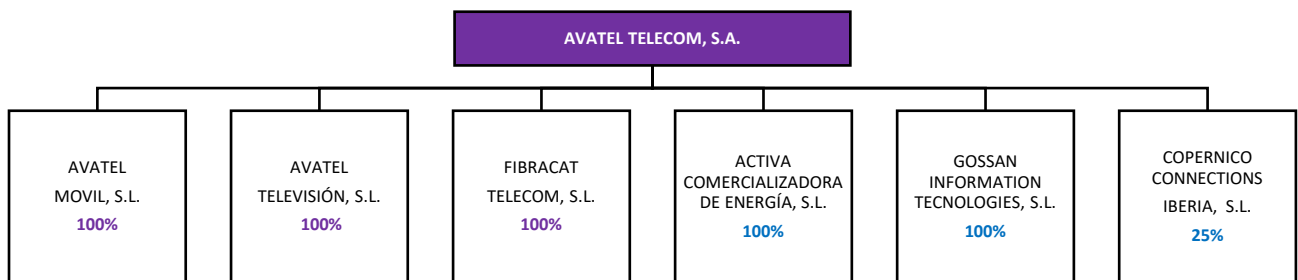 AVATEL TELECOM, S.A.
AVATEL
MOVIL, S.L.
100%
AVATEL
TELEVISIÓN, S.L.
100%
FIBRACAT
TELECOM, S.L.
100%
ACTIVA
COMERCIALIZADORA
DE ENERGÍA, S.L.
100%
GOSSAN
INFORMATION
TECNOLOGIES, S.L.
100%
COPERNICO
CONNECTIONS
IBERIA, S.L.
25%